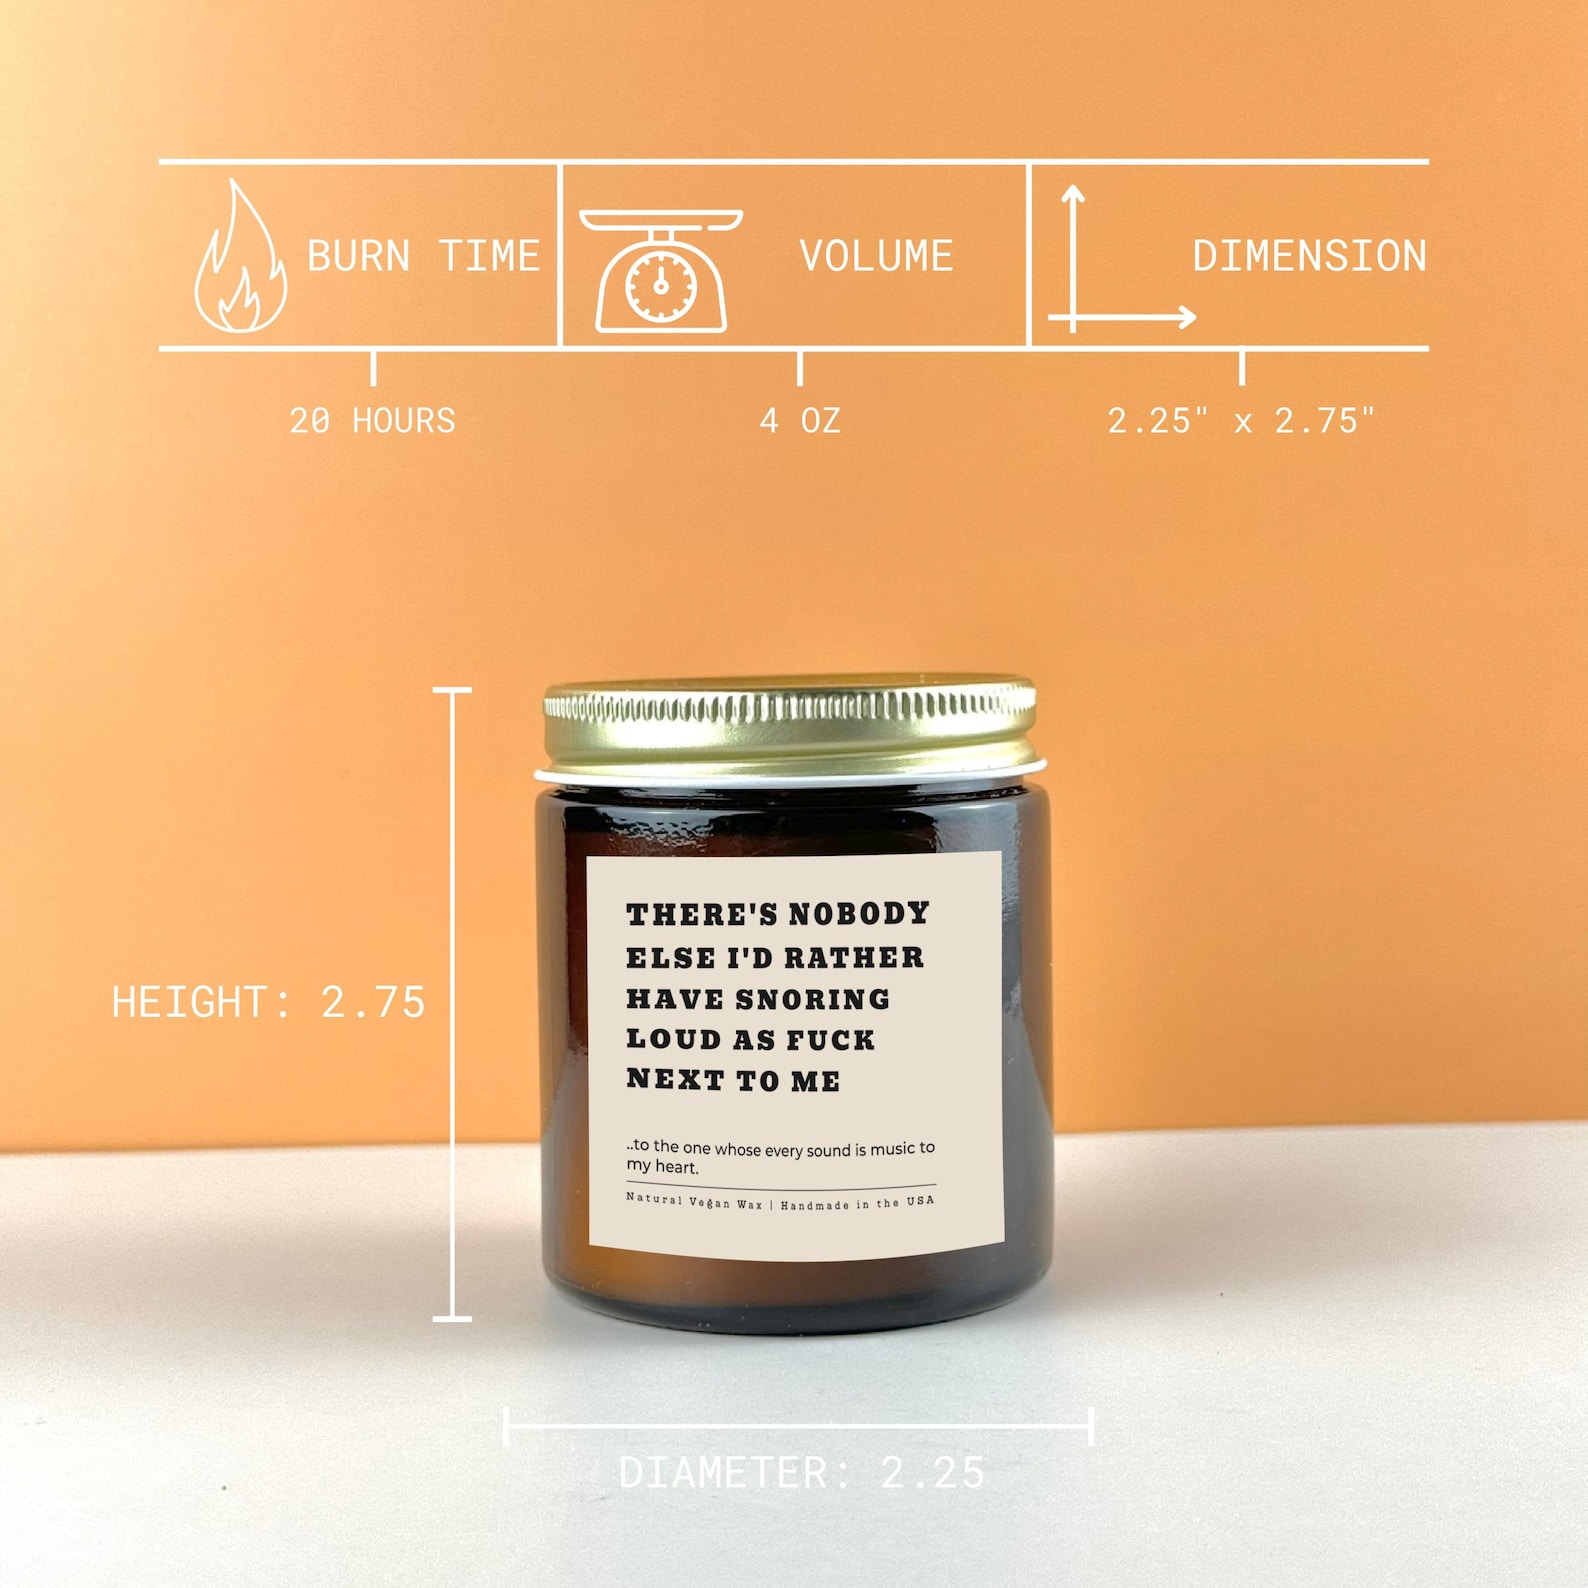 BURN TIME
VOLUME
DIMENSION
20 HOURS
4 OZ
2.25" x 2.75"
THERE'S NOBODY
ELSE I'D RATHER
HAVE SNORING
LOUD AS FUCK
NEXT TO ME
..to the one whose every sound is music to
my heart.
Natural Vegan Wax | Handmade in the USA
HEIGHT: 2.75
DIAMETER: 2.25